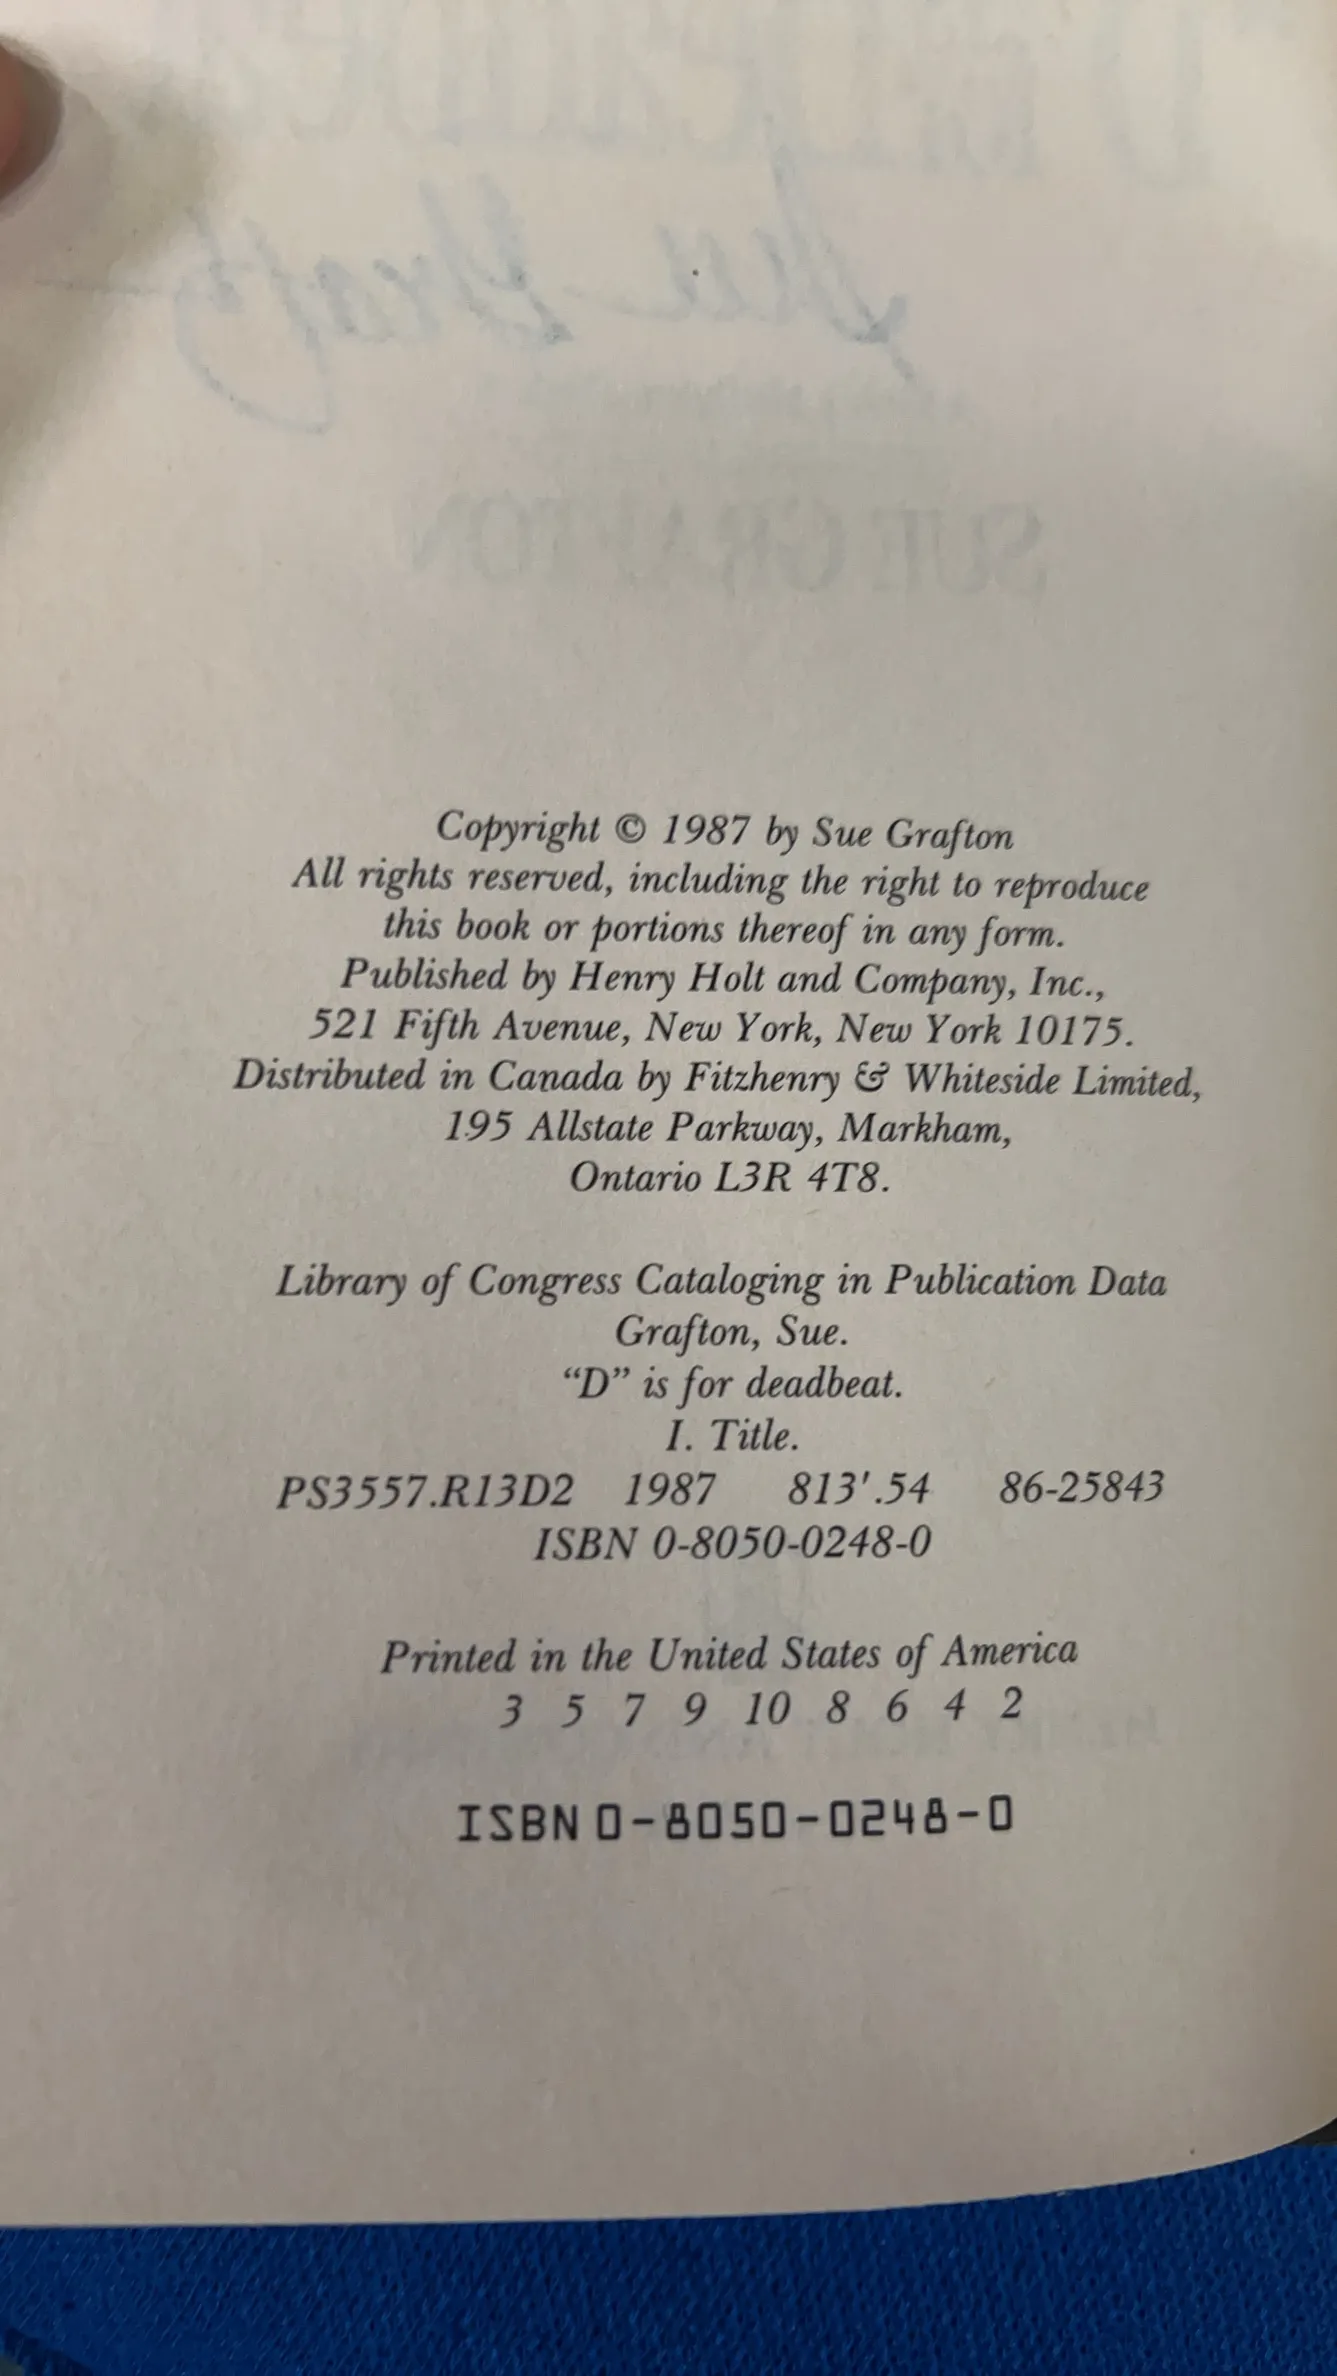 SUE GRAFTON
Copyright © 1987 by Sue Grafton
All rights reserved, including the right to reproduce
this book or portions thereof in any form.
Published by Henry Holt and Company, Inc.,
521 Fifth Avenue, New York, New York 10175.
Distributed in Canada by Fitzhenry & Whiteside Limited,
195 Allstate Parkway, Markham,
Ontario L3R 4T8.
Library of Congress Cataloging in Publication Data
Grafton, Sue.
“D” is for deadbeat.
I. Title.
PS3557.R13D2 1987 813'.54 86-25843
ISBN 0-8050-0248-0
Printed in the United States of America
3 5 7 9 10 8 6 4 2
ISBN 0-8050-0248-0